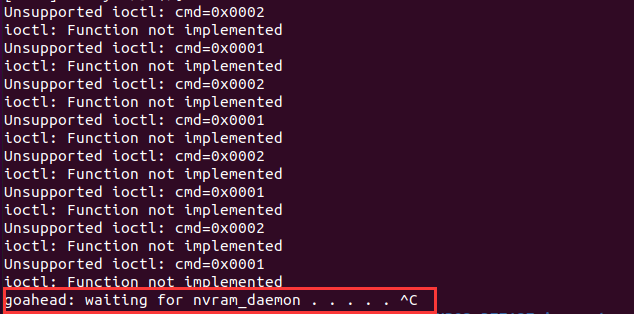 Unsupported ioctl: cmd=0x0002
ioctl: Function not implemented
Unsupported ioctl: cmd=0x0001
ioctl: Function not implemented
Unsupported ioctl: cmd=0x0002
ioctl: Function not implemented
Unsupported ioctl: cmd=0x0001
ioctl: Function not implemented
Unsupported ioctl: cmd=0x0002
ioctl: Function not implemented
Unsupported ioctl: cmd=0x0001
ioctl: Function not implemented
Unsupported ioctl: cmd=0x0002
ioctl: Function not implemented
Unsupported ioctl: cmd=0x0001
ioctl: Function not implemented
goahead: waiting for nvram_daemon . . . . . ^C